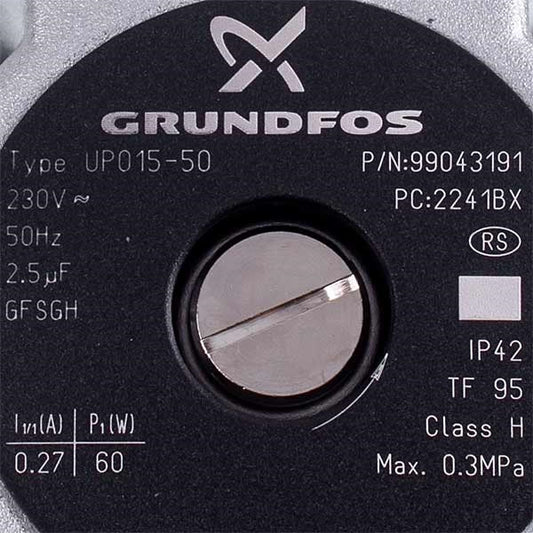 GRUNDFOS
Type UPO15-50
P/N:99043191
230V ~
PC:2241BX
50Hz
RS
2.5µF
GFSGH
IP42
TF 95
I1/1(A) P1(W)
Class H
0.27 60
Max. 0.3MPa